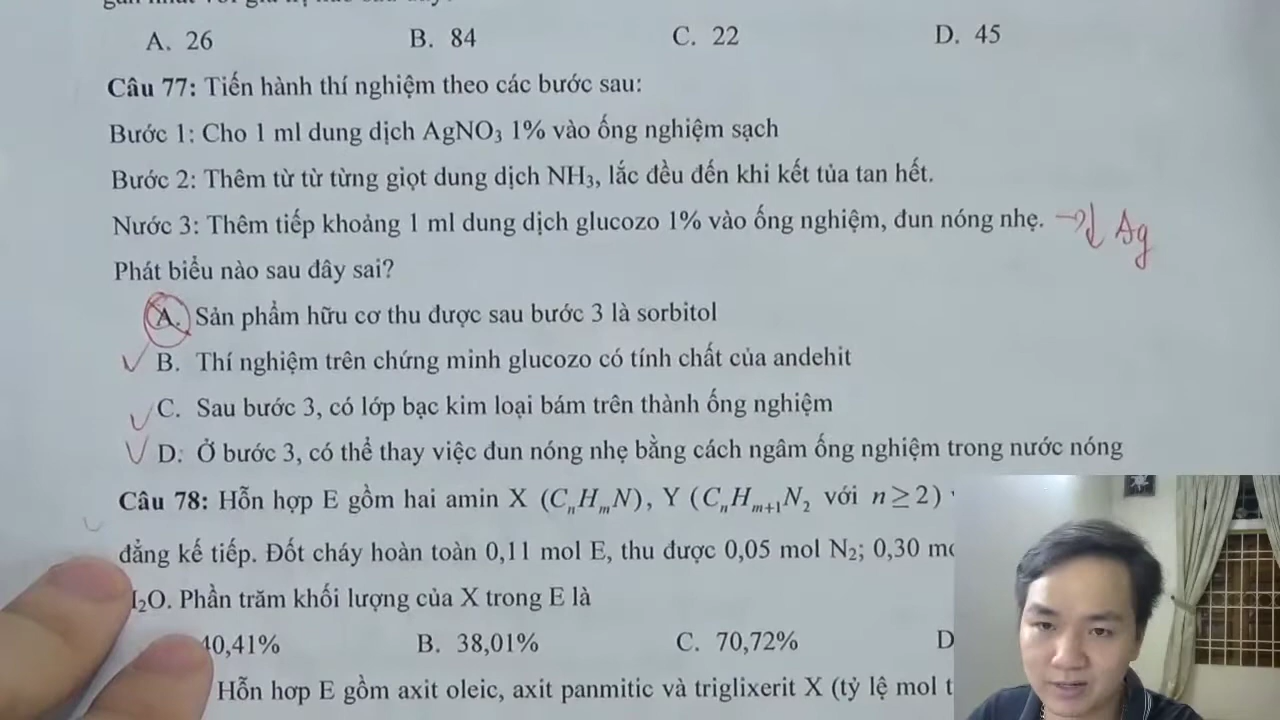 A. 26 B. 84 C. 22 D. 45
Câu 77: Tiến hành thí nghiệm theo các bước sau:
Bước 1: Cho 1 ml dung dịch AgNO₃ 1% vào ống nghiệm sạch
Bước 2: Thêm từ từ từng giọt dung dịch NH₃, lắc đều đến khi kết tủa tan hết.
Nước 3: Thêm tiếp khoảng 1 ml dung dịch glucozo 1% vào ống nghiệm, đun nóng nhẹ. →↓ Ag
Phát biểu nào sau đây sai?
A. Sản phẩm hữu cơ thu được sau bước 3 là sorbitol
B. Thí nghiệm trên chứng minh glucozo có tính chất của andehit
C. Sau bước 3, có lớp bạc kim loại bám trên thành ống nghiệm
D. Ở bước 3, có thể thay việc đun nóng nhẹ bằng cách ngâm ống nghiệm trong nước nóng
Câu 78: Hỗn hợp E gồm hai amin X (CₙHₘN), Y (CₙHₘ₊₁N₂ với n ≥ 2)
đẳng kế tiếp. Đốt cháy hoàn toàn 0,11 mol E, thu được 0,05 mol N₂; 0,30
₂O. Phần trăm khối lượng của X trong E là
40,41% B. 38,01% C. 70,72% D
Hỗn hơp E gồm axit oleic, axit panmitic và triglixerit X (tỷ lệ mol